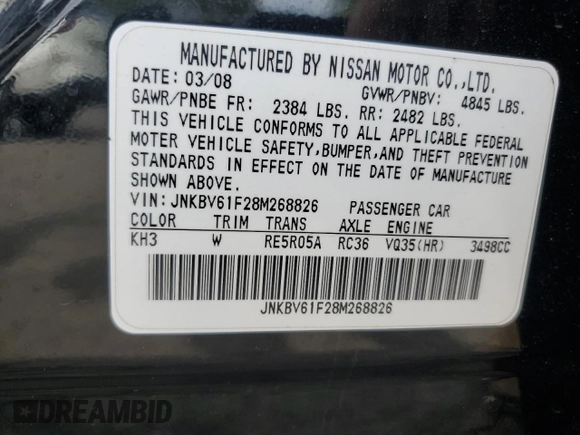 MANUFACTURED BY NISSAN MOTOR CO.,LTD.
DATE: 03/08 GVWR/PNBV: 4845 LBS.
GAWR/PNBE FR: 2384 LBS. RR: 2482 LBS.
THIS VEHICLE CONFORMS TO ALL APPLICABLE FEDERAL
MOTOR VEHICLE SAFETY,BUMPER,AND THEFT PREVENTION
STANDARDS IN EFFECT ON THE DATE OF MANUFACTURE
SHOWN ABOVE.
VIN: JNKBV61F28M268826 PASSENGER CAR
COLOR TRIM TRANS AXLE ENGINE
KH3 W RE5R05A RC36 VQ35(HR) 3498CC
JNKBV61F28M268826
DREAMBID